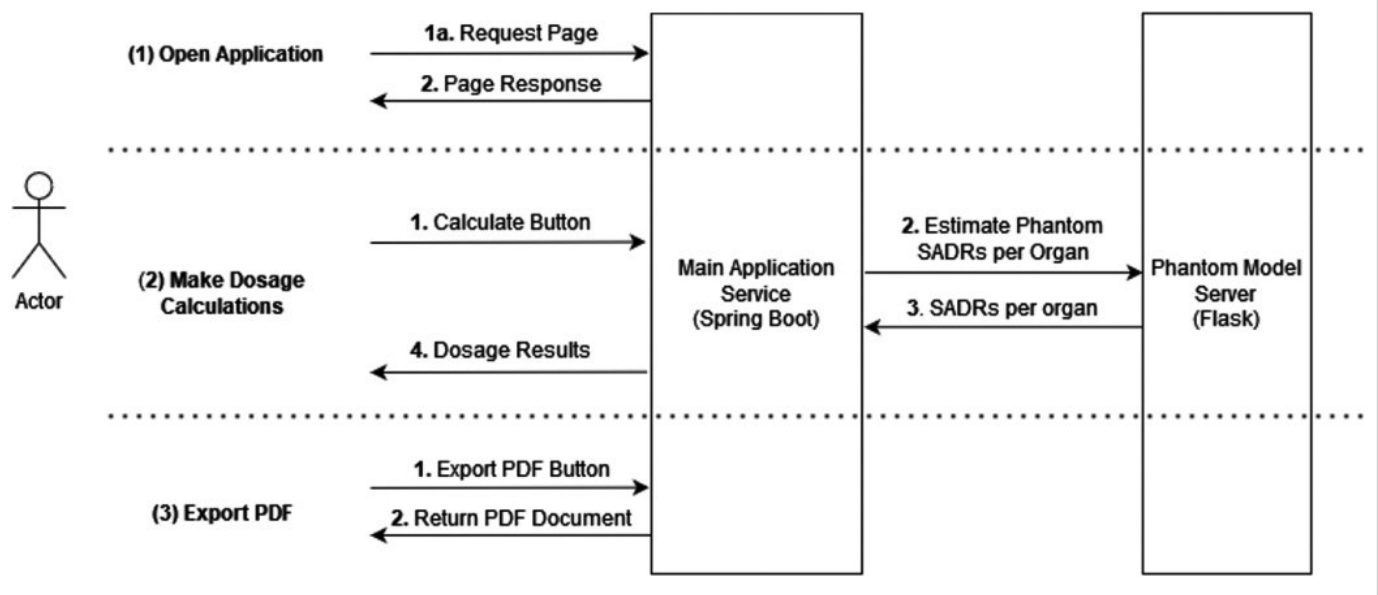 1a. Request Page
(1) Open Application
2. Page Response
1. Calculate Button
2. Estimate Phantom
SADRs per Organ
Main Application
Service
(Spring Boot)
Phantom Model
Server
(Flask)
(2) Make Dosage
Calculations
Actor
3. SADRs per organ
4. Dosage Results
1. Export PDF Button
(3) Export PDF
2. Return PDF Document